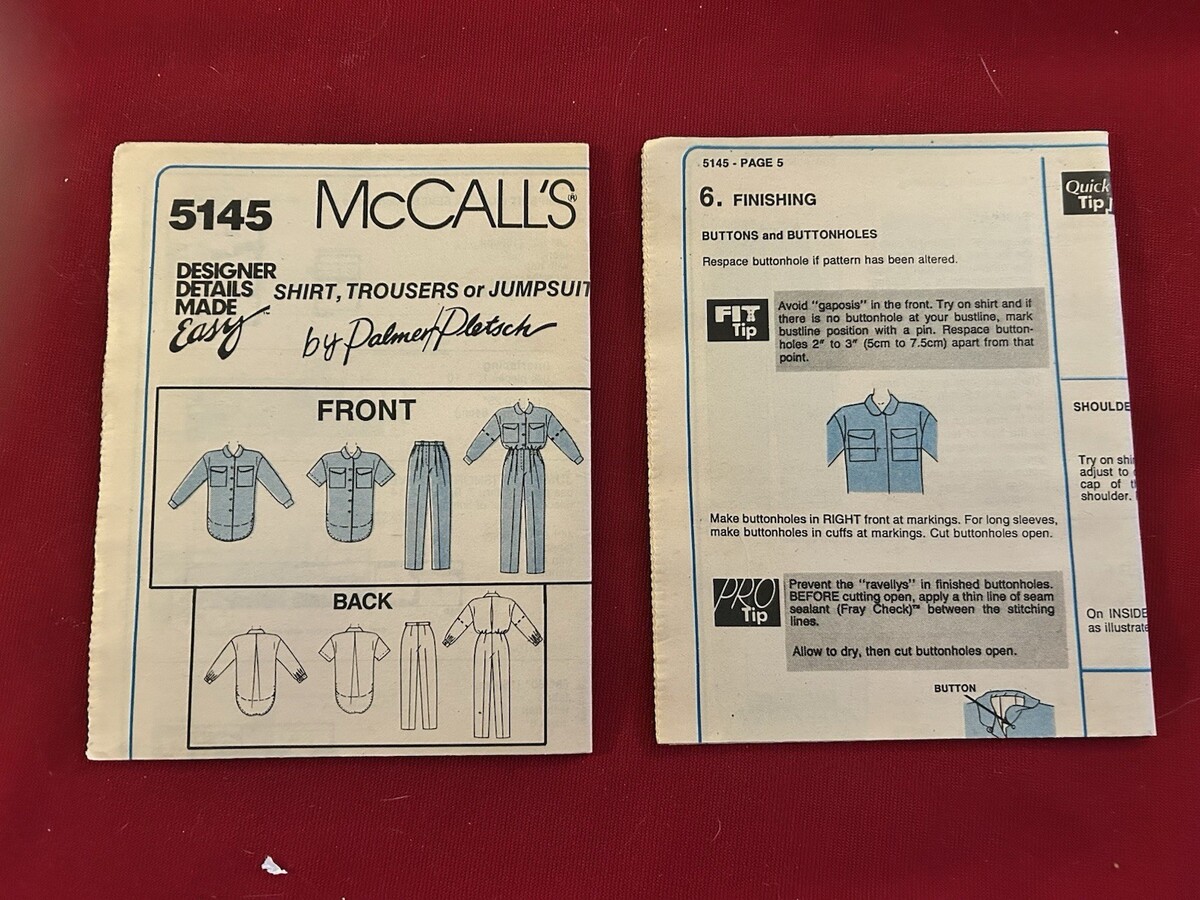 5145 McCALL'S®
DESIGNER
DETAILS
MADE
Easy™
SHIRT, TROUSERS or JUMPSUIT
by Palmer/Pletsch
FRONT
BACK
5145 - PAGE 5
6. FINISHING
BUTTONS and BUTTONHOLES
Respace buttonhole if pattern has been altered.
FIT
Tip
Avoid "gaposis" in the front. Try on shirt and if
there is no buttonhole at your bustline, mark
bustline position with a pin. Respace button-
holes 2" to 3" (5cm to 7.5cm) apart from that
point.
Make buttonholes in RIGHT front at markings. For long sleeves,
make buttonholes in cuffs at markings. Cut buttonholes open.
PRO
Tip
Prevent the "ravellys" in finished buttonholes.
BEFORE cutting open, apply a thin line of seam
sealant (Fray Check)™ between the stitching
lines.
Allow to dry, then cut buttonholes open.
BUTTON
Quick
Tip
SHOULDE
Try on shir
adjust to
cap of t
shoulder.
On INSIDE
as illustrate